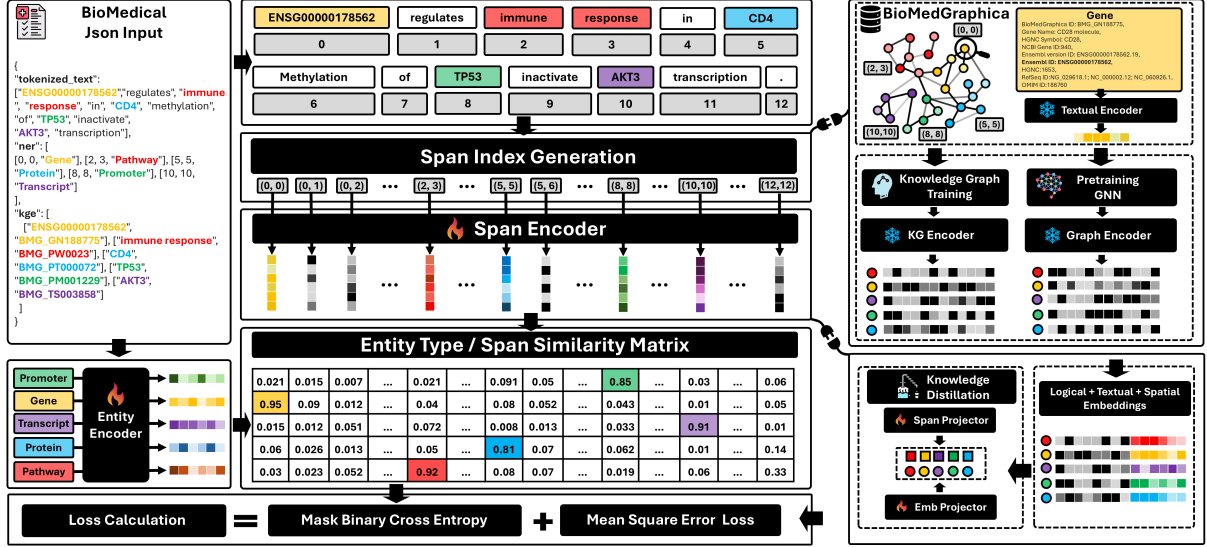 BioMedical
Json Input
{
"tokenized_text":
["ENSG00000178562","regulates", "immune
", "response", "in", "CD4", "methylation",
"of", "TP53", "inactivate",
"AKT3", "transcription"],
"ner": [
[0, 0, "Gene"], [2, 3, "Pathway"], [5, 5,
"Protein"], [8, 8, "Promoter"], [10, 10,
"Transcript"]
],
"kge": [
["ENSG00000178562",
"BMG_GN188775"], ["immune response",
"BMG_PW0023"], ["CD4",
"BMG_PT000072"], ["TP53",
"BMG_PM001229"], ["AKT3",
"BMG_TS003858"]
]
}
ENSG00000178562 regulates immune response in CD4
0 1 2 3 4 5
Methylation of TP53 inactivate AKT3 transcription .
6 7 8 9 10 11 12
Span Index Generation
(0, 0) (0, 1) (0, 2) ... (2, 3) ... (5, 5) (5, 6) ... (8, 8) ... (10,10) ... (12,12)
Span Encoder
... ... ... ... ...
Entity Type / Span Similarity Matrix
0.021 0.015 0.007 ... 0.021 ... 0.091 0.05 ... 0.85 ... 0.03 ... 0.06
0.95 0.09 0.012 ... 0.04 ... 0.08 0.052 ... 0.043 ... 0.01 ... 0.05
0.015 0.012 0.051 ... 0.072 ... 0.008 0.013 ... 0.033 ... 0.91 ... 0.01
0.06 0.026 0.013 ... 0.05 ... 0.81 0.07 ... 0.062 ... 0.01 ... 0.14
0.03 0.023 0.052 ... 0.92 ... 0.08 0.07 ... 0.019 ... 0.06 ... 0.33
Promoter
Gene
Transcript
Protein
Pathway
Entity
Encoder
Loss Calculation = Mask Binary Cross Entropy + Mean Square Error Loss
BioMedGraphica
(0, 0)
(2, 3)
(10, 10)
(8, 8)
(5, 5)
Gene
BioMedGraphica ID: BMG_GN188775,
Gene Name: CD28 molecule,
HGNC Symbol: CD28,
NCBI Gene ID:940,
Ensembl version ID: ENSG00000178562.19,
Ensembl ID: ENSG00000178562,
HGNC:1653,
RefSeq ID:NG_029618.1; NC_000002.12; NC_060926.1,
OMIM ID:186760
Textual Encoder
Knowledge Graph
Training
KG Encoder
Pretraining
GNN
Graph Encoder
Knowledge
Distillation
Span Projector
Emb Projector
Logical + Textual + Spatial
Embeddings